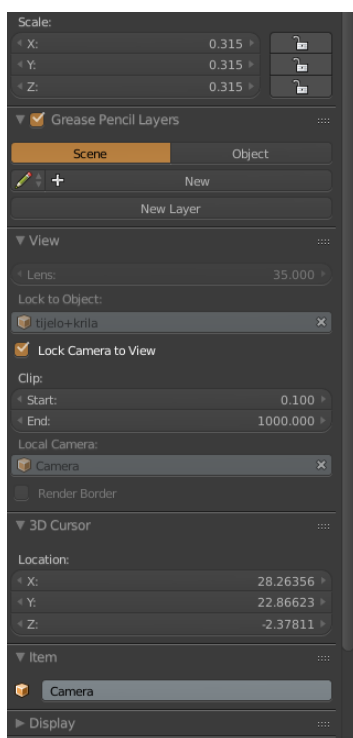 Scale:
X: 0.315
Y: 0.315
Z: 0.315
Grease Pencil Layers
Scene Object
New
New Layer
View
Lens: 35.000
Lock to Object:
tijelo+krila
Lock Camera to View
Clip:
Start: 0.100
End: 1000.000
Local Camera:
Camera
Render Border
3D Cursor
Location:
X: 28.26356
Y: 22.86623
Z: -2.37811
Item
Camera
Display